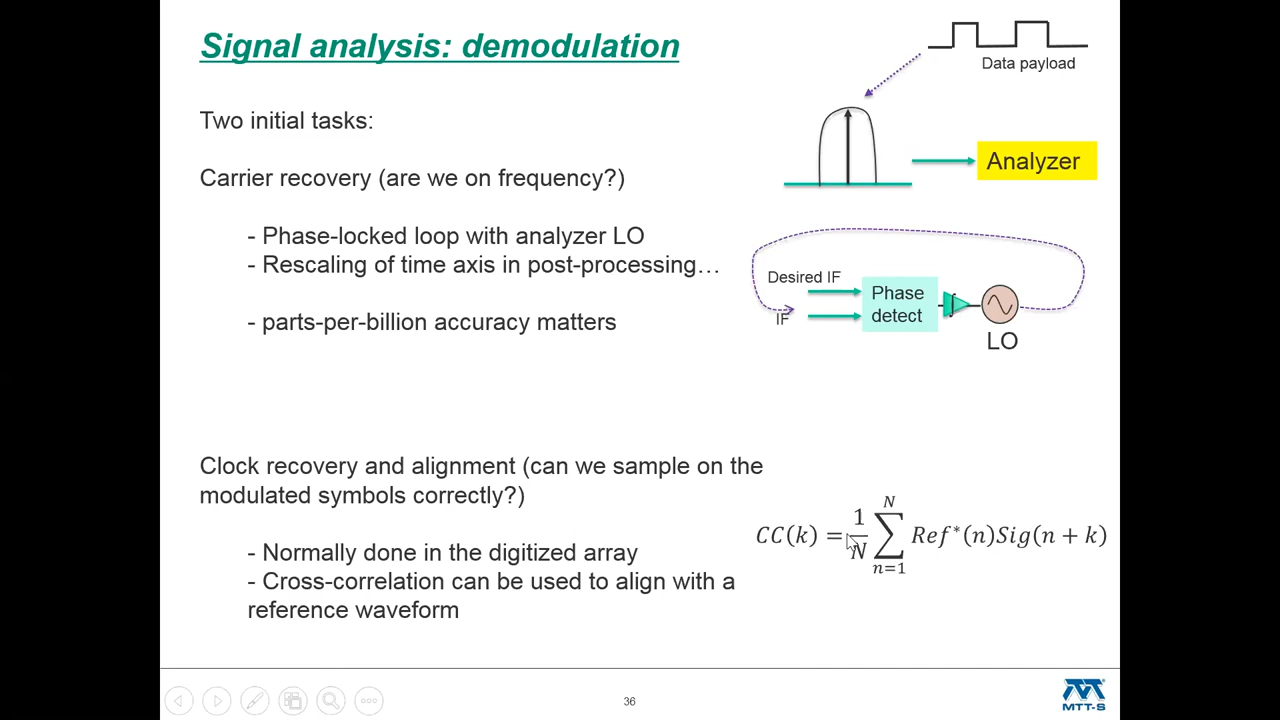 Signal analysis: demodulation
Data payload
Two initial tasks:
Analyzer
Carrier recovery (are we on frequency?)
- Phase-locked loop with analyzer LO
- Rescaling of time axis in post-processing…
- parts-per-billion accuracy matters
Desired IF
IF
Phase
detect
∫
LO
Clock recovery and alignment (can we sample on the
modulated symbols correctly?)
- Normally done in the digitized array
- Cross-correlation can be used to align with a
reference waveform
CC(k) = 1/N ∑_{n=1}^{N} Ref*(n)Sig(n + k)
36
MTT-S